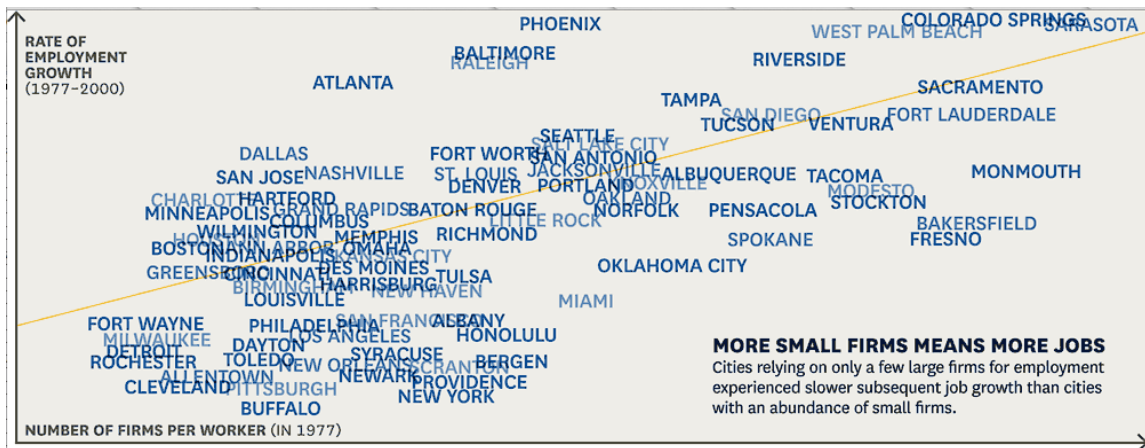 PHOENIX
COLORADO SPRINGS
SARASOTA
WEST PALM BEACH
RATE OF
EMPLOYMENT
GROWTH
(1977–2000)
BALTIMORE
RALEIGH
RIVERSIDE
ATLANTA
SACRAMENTO
TAMPA
SAN DIEGO
FORT LAUDERDALE
TUCSON
VENTURA
SEATTLE
SALT LAKE CITY
DALLAS
FORT WORTH
SAN ANTONIO
NASHVILLE
ST. LOUIS
JACKSONVILLE
ALBUQUERQUE
TACOMA
MONMOUTH
SAN JOSE
DENVER
PORTLAND
KNOXVILLE
MODESTO
CHARLOTTE
HARTFORD
OAKLAND
STOCKTON
MINNEAPOLIS
GRAND RAPIDS
BATON ROUGE
NORFOLK
PENSACOLA
COLUMBUS
LITTLE ROCK
BAKERSFIELD
WILMINGTON
MEMPHIS
RICHMOND
HOUSTON
SPOKANE
FRESNO
BOSTON
ANN ARBOR
OMAHA
INDIANAPOLIS
KANSAS CITY
GREENSBORO
CINCINNATI
DES MOINES
TULSA
OKLAHOMA CITY
BIRMINGHAM
HARRISBURG
NEW HAVEN
LOUISVILLE
MIAMI
FORT WAYNE
PHILADELPHIA
SAN FRANCISCO
ALBANY
MILWAUKEE
LOS ANGELES
HONOLULU
DETROIT
DAYTON
SYRACUSE
ROCHESTER
TOLEDO
NEW ORLEANS
SCRANTON
BERGEN
ALLENTOWN
NEWARK
CLEVELAND
PITTSBURGH
PROVIDENCE
NEW YORK
BUFFALO
MORE SMALL FIRMS MEANS MORE JOBS
Cities relying on only a few large firms for employment
experienced slower subsequent job growth than cities
with an abundance of small firms.
NUMBER OF FIRMS PER WORKER (IN 1977)